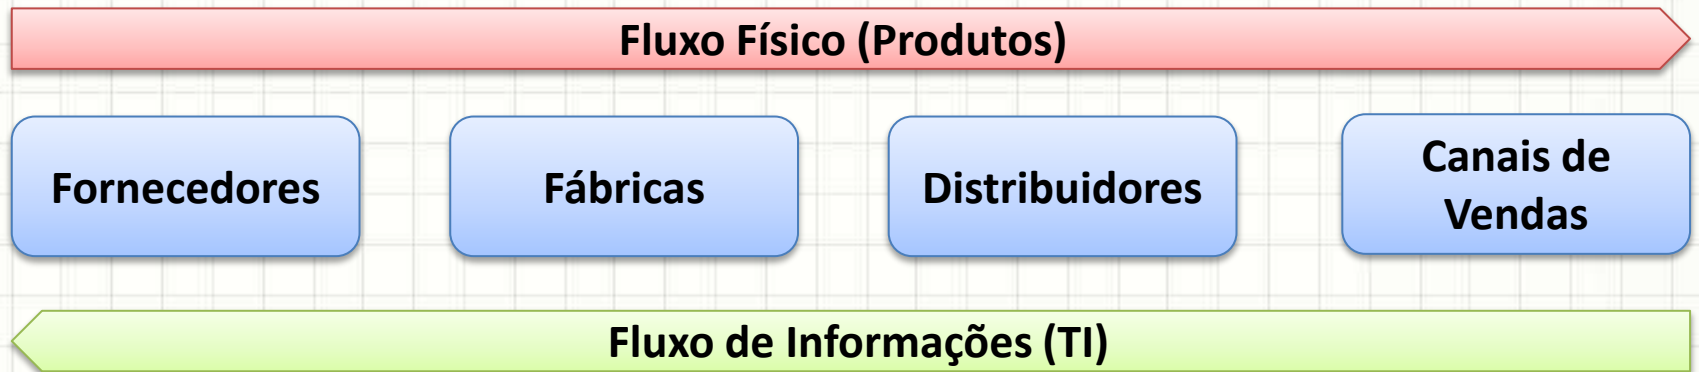 Fluxo Físico (Produtos)
Fornecedores
Fábricas
Distribuidores
Canais de
Vendas
Fluxo de Informações (TI)